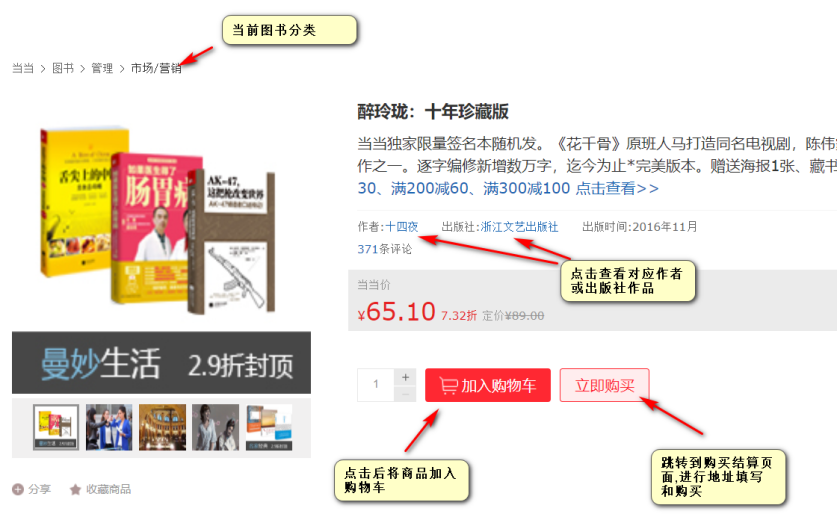 当前图书分类
当当 > 图书 > 管理 > 市场/营销
舌尖上的中
如果医生得了
肠胃病
AK-47,
这把枪改变世界
曼妙生活 2.9折封顶
分享 收藏商品
醉玲珑：十年珍藏版
当当独家限量签名本随机发。《花千骨》原班人马打造同名电视剧，陈伟
作之一。逐字编修新增数万字，迄今为止*完美版本。赠送海报1张、藏书
30、满200减60、满300减100 点击查看>>
作者:十四夜 出版社:浙江文艺出版社 出版时间:2016年11月
371条评论
点击查看对应作者
或出版社作品
当当价
¥65.10 7.32折 定价¥89.00
1 + - 加入购物车 立即购买
点击后将商品加入
购物车
跳转到购买结算页
面,进行地址填写
和购买